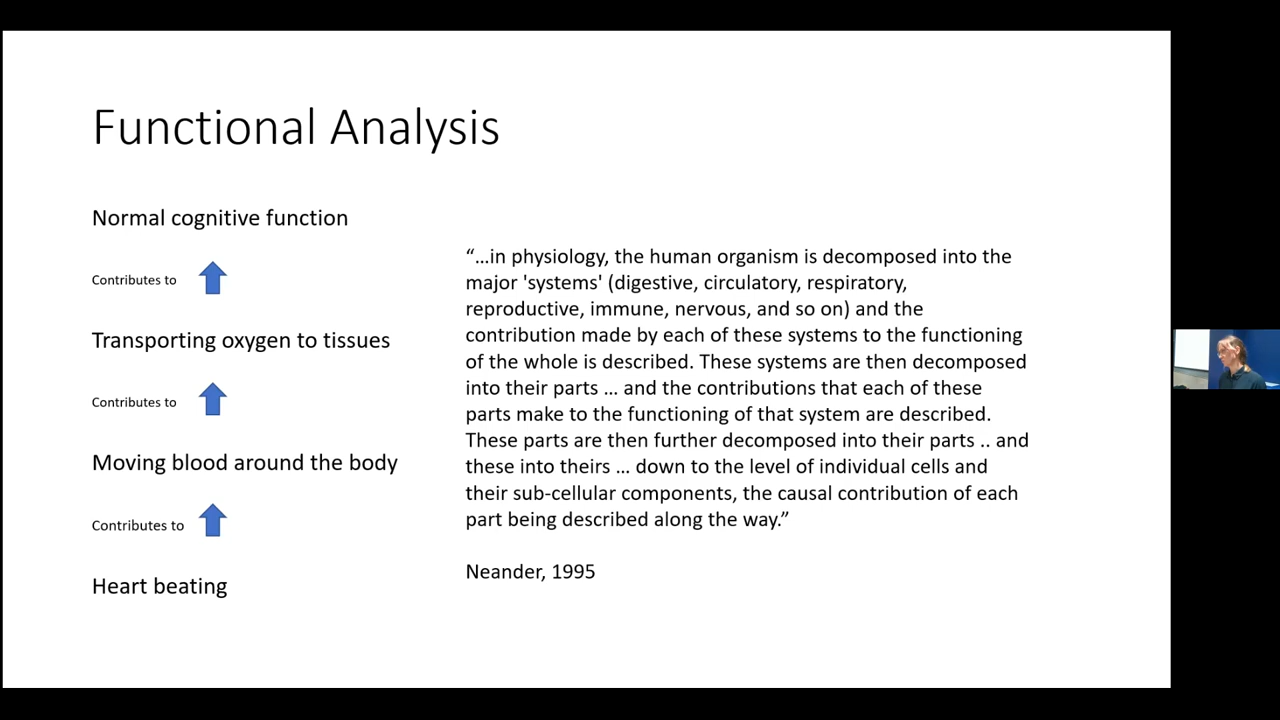 Functional Analysis
Normal cognitive function
Contributes to
Transporting oxygen to tissues
Contributes to
Moving blood around the body
Contributes to
Heart beating
“…in physiology, the human organism is decomposed into the
major 'systems' (digestive, circulatory, respiratory,
reproductive, immune, nervous, and so on) and the
contribution made by each of these systems to the functioning
of the whole is described. These systems are then decomposed
into their parts … and the contributions that each of these
parts make to the functioning of that system are described.
These parts are then further decomposed into their parts .. and
these into theirs … down to the level of individual cells and
their sub-cellular components, the causal contribution of each
part being described along the way.”
Neander, 1995